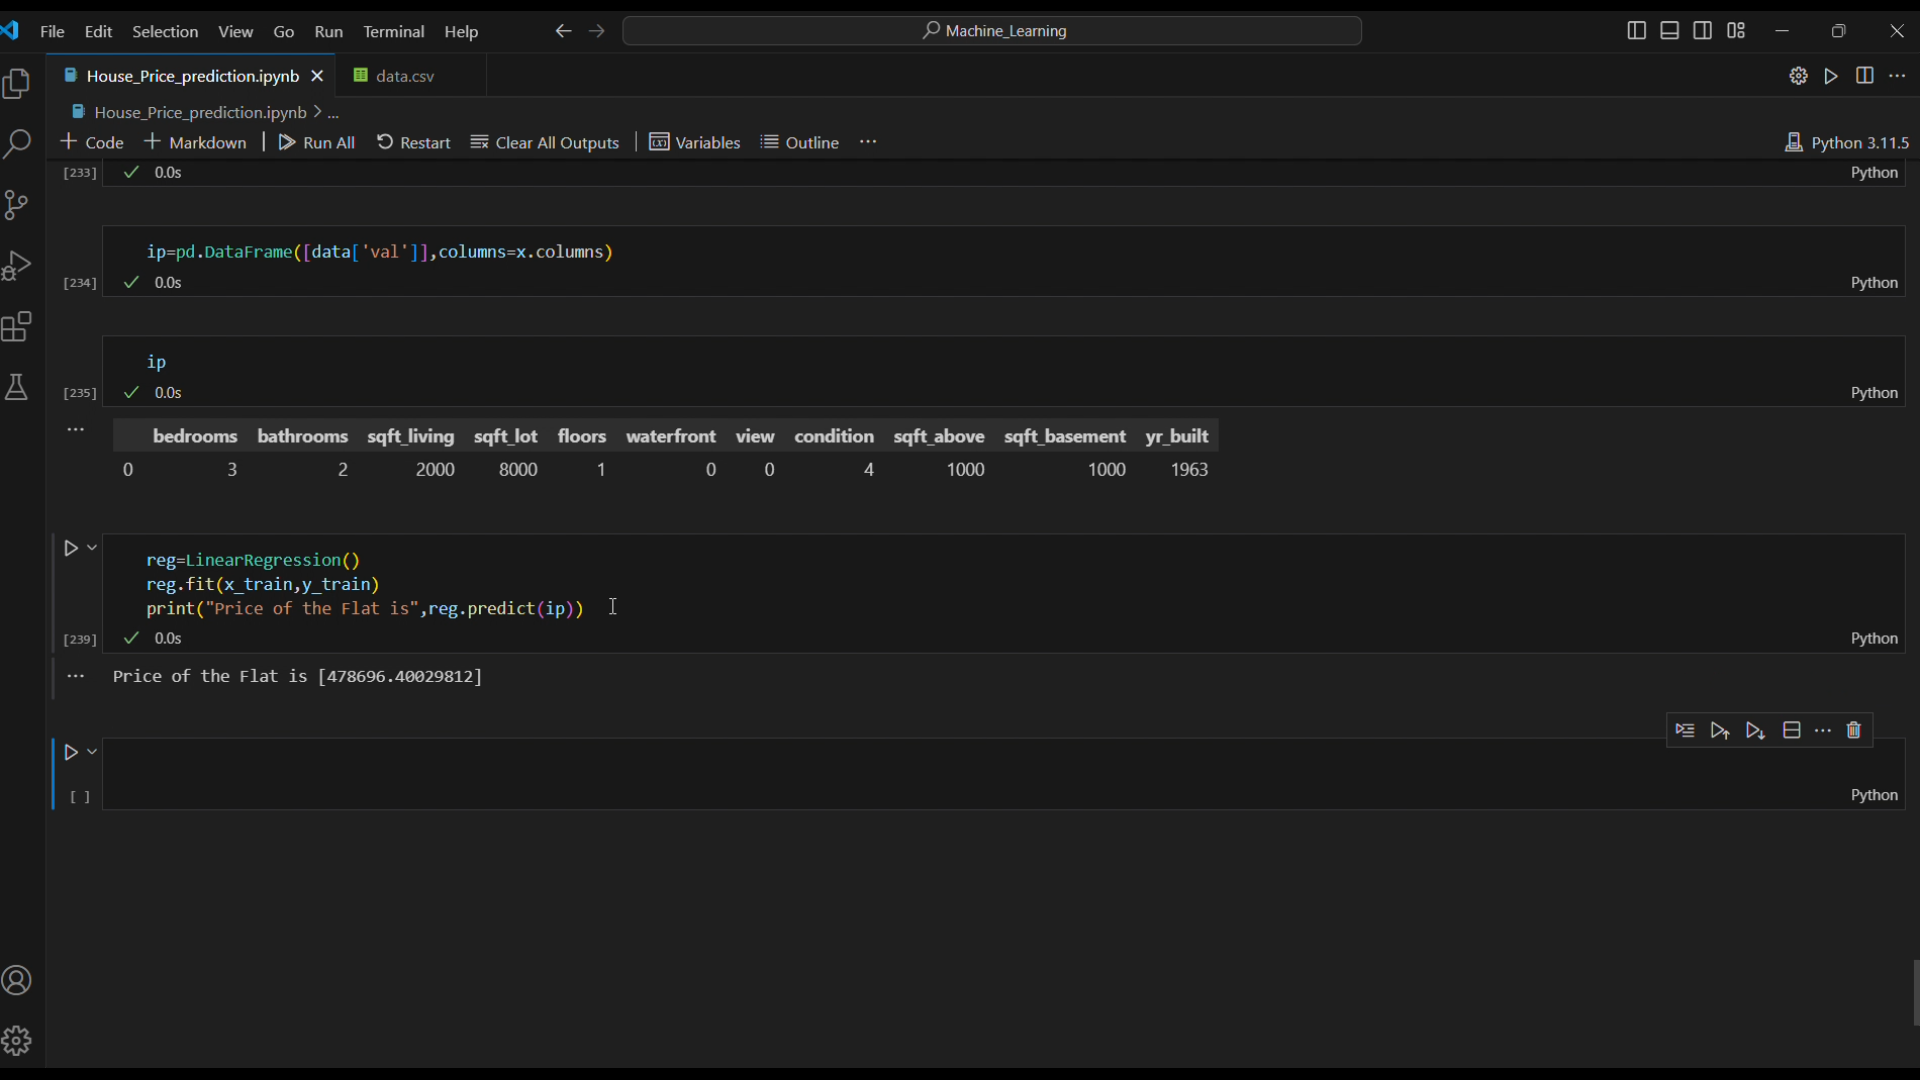 File Edit Selection View Go Run Terminal Help Machine_Learning
House_Price_prediction.ipynb data.csv
House_Price_prediction.ipynb > ...
+ Code + Markdown | Run All Restart Clear All Outputs | Variables Outline ... Python 3.11.5
[233] ✓ 0.0s Python
ip=pd.DataFrame([data['val']],columns=x.columns)
[234] ✓ 0.0s Python
ip
[235] ✓ 0.0s Python
... bedrooms bathrooms sqft_living sqft_lot floors waterfront view condition sqft_above sqft_basement yr_built
0 3 2 2000 8000 1 0 0 4 1000 1000 1963
reg=LinearRegression()
reg.fit(x_train,y_train)
print("Price of the Flat is",reg.predict(ip))
[239] ✓ 0.0s Python
... Price of the Flat is [478696.40029812]
[ ] Python